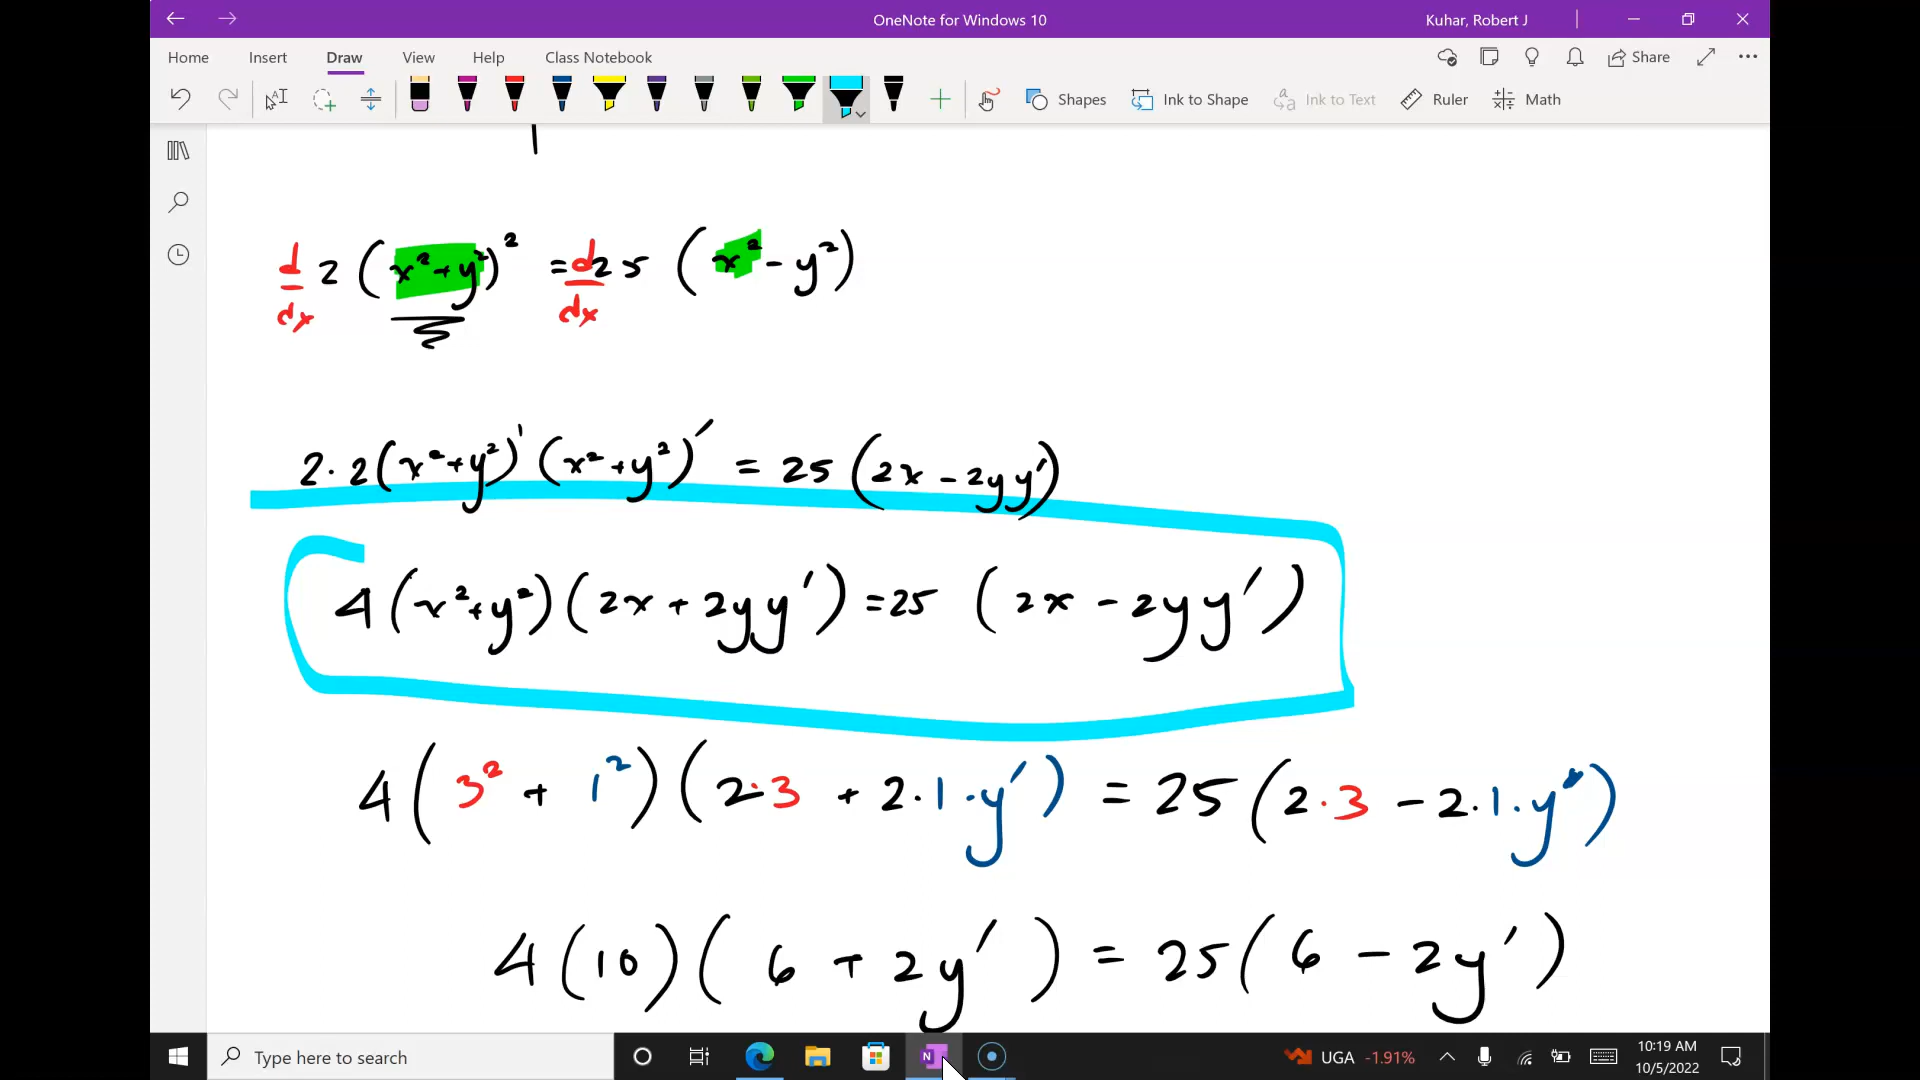 OneNote for Windows 10
Kuhar, Robert J
Home Insert Draw View Help Class Notebook
Share
Shapes Ink to Shape Ink to Text Ruler Math
d/dx 2 (x² + y²)² = d/dx 25 (x² - y²)
2 · 2 (x² + y²)¹ (x² + y²)′ = 25 (2x - 2yy′)
4 (x² + y²) (2x + 2yy′) = 25 (2x - 2yy′)
4 (3² + 1²) (2·3 + 2·1·y′) = 25 (2·3 - 2·1·y′)
4 (10) (6 + 2y′) = 25 (6 - 2y′)
Type here to search
N
UGA -1.91%
10:19 AM
10/5/2022